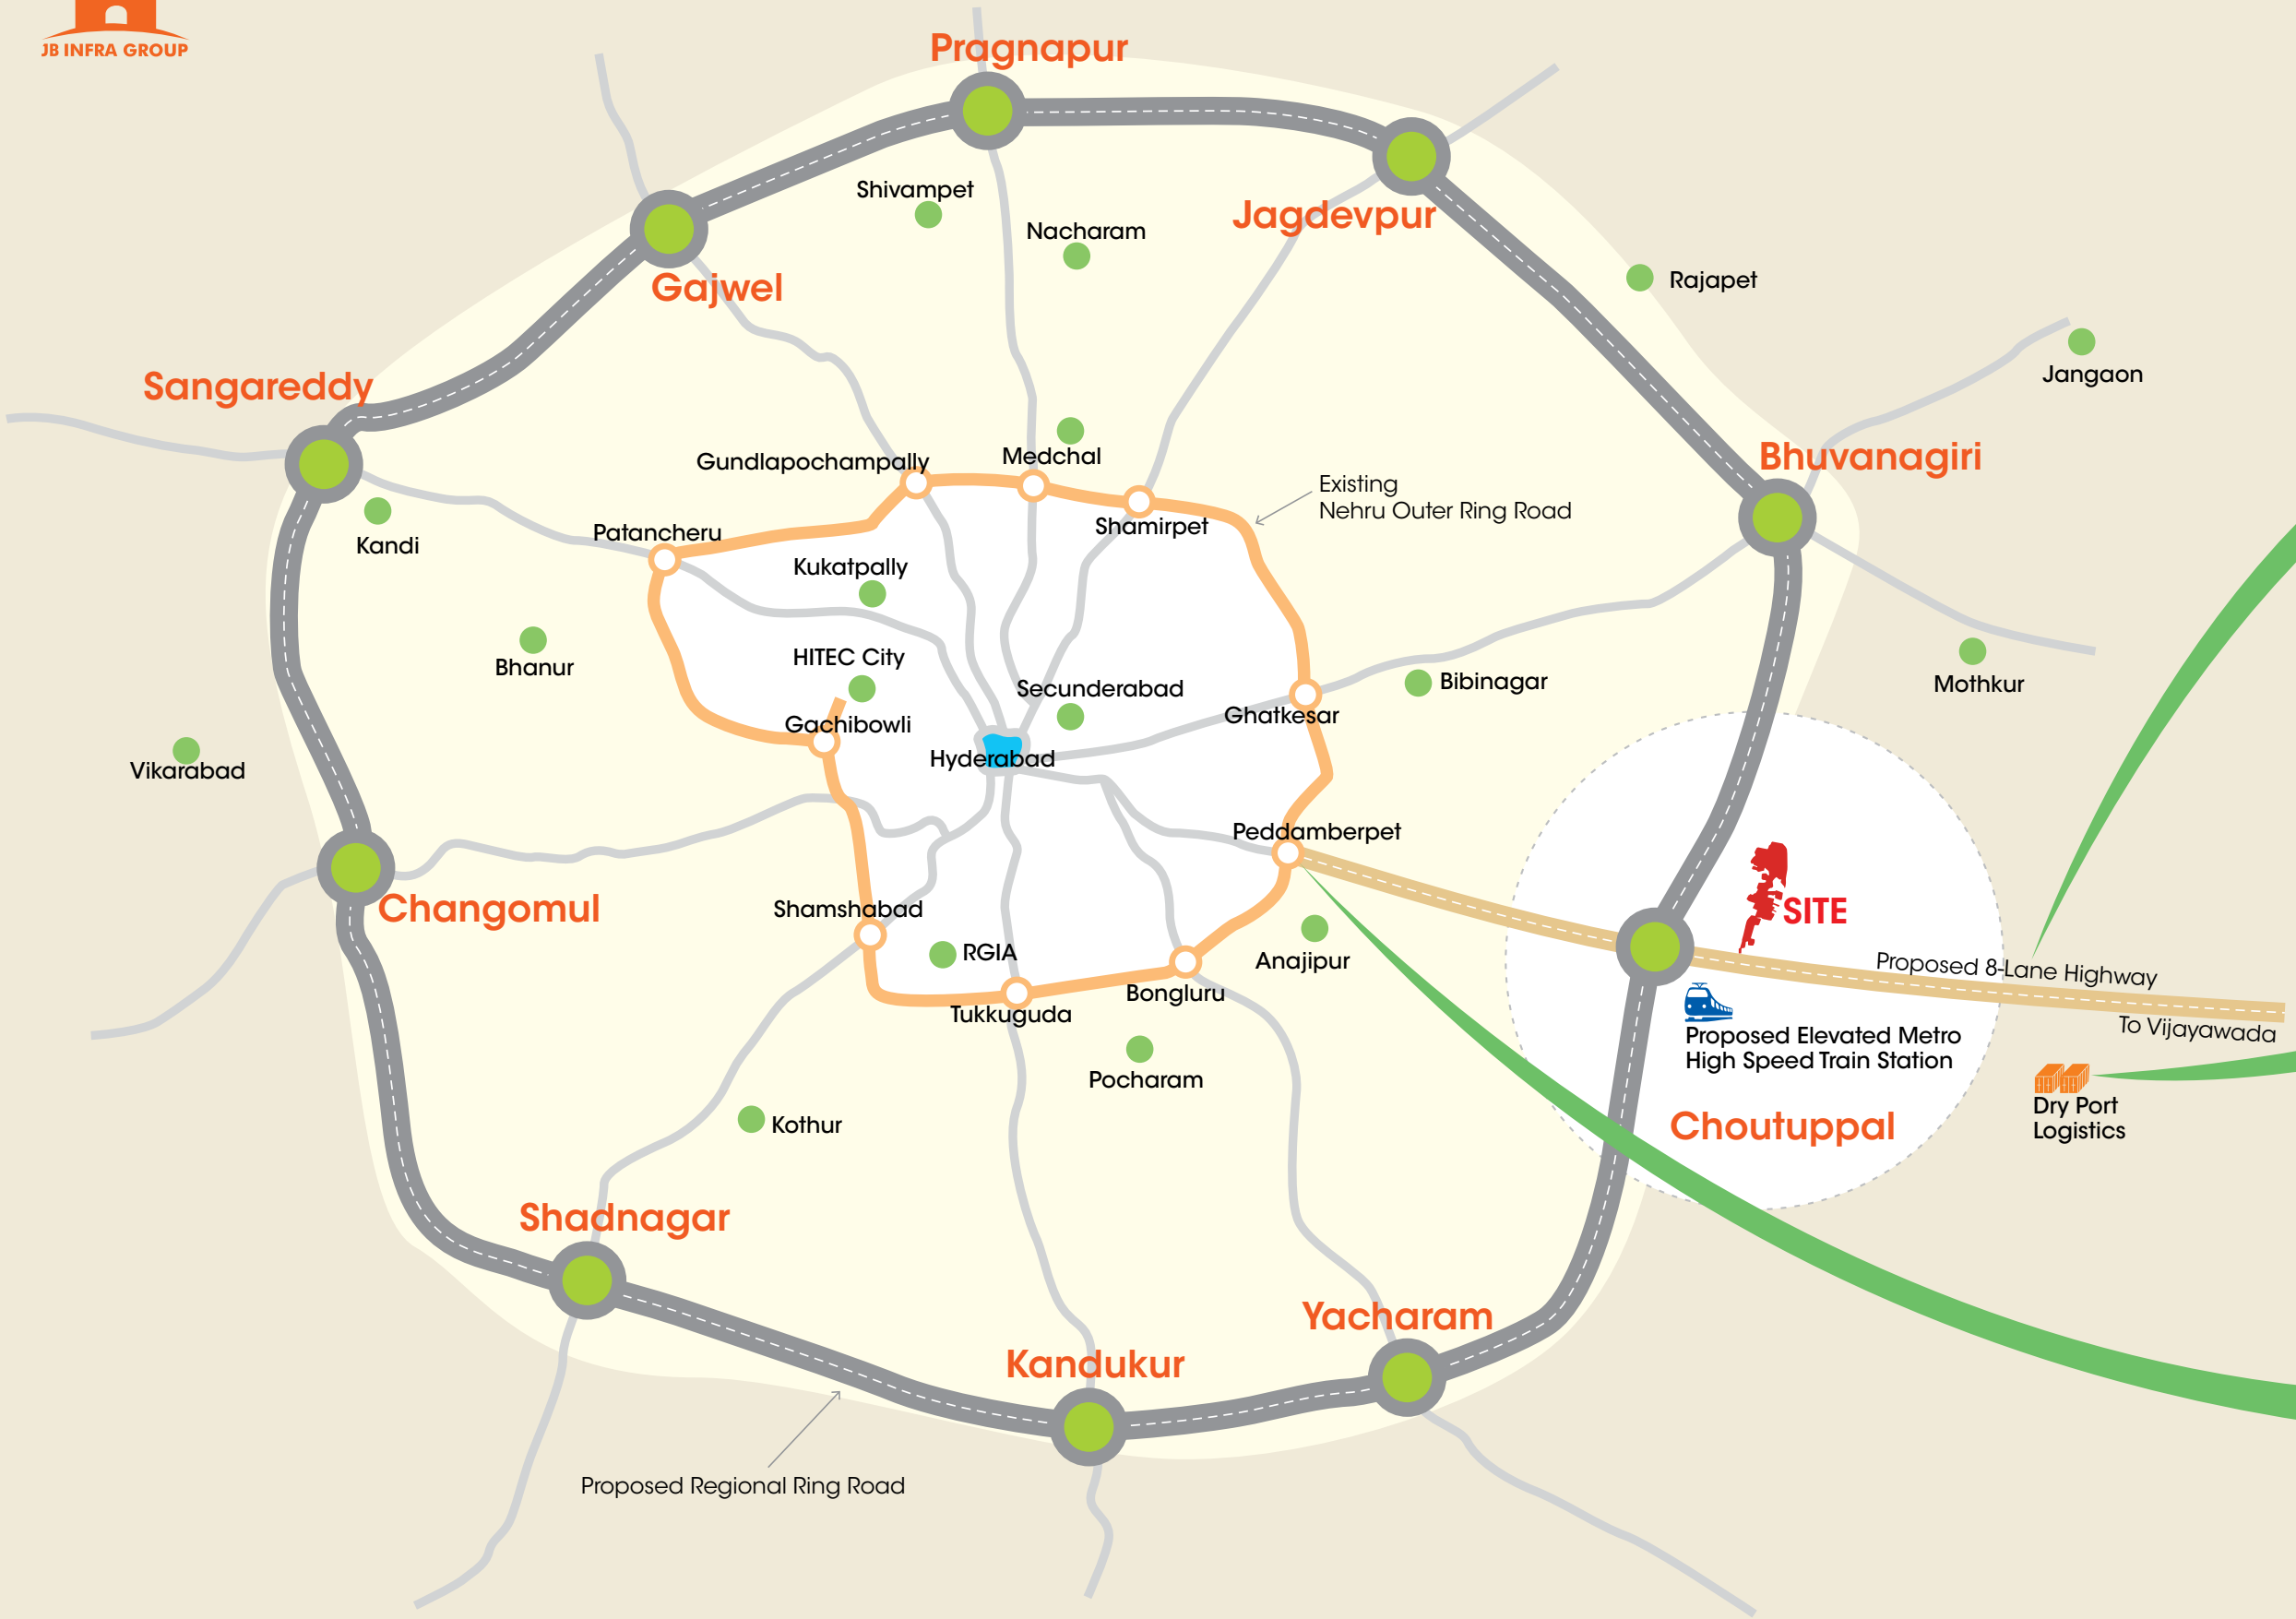 JB INFRA GROUP
Pragnapur
Shivampet
Nacharam
Jagdevpur
Gajwel
Rajapet
Jangaon
Sangareddy
Gundlapochampally
Medchal
Bhuvanagiri
Existing
Nehru Outer Ring Road
Shamirpet
Patancheru
Kandi
Kukatpally
HITEC City
Bhanur
Secunderabad
Bibinagar
Mothkur
Ghatkesar
Gachibowli
Hyderabad
Vikarabad
Peddamberpet
Changomul
Shamshabad
SITE
RGIA
Anajipur
Proposed 8-Lane Highway
Bongluru
Tukkuguda
To Vijayawada
Proposed Elevated Metro
High Speed Train Station
Pocharam
Dry Port
Logistics
Kothur
Choutuppal
Shadnagar
Yacharam
Kandukur
Proposed Regional Ring Road